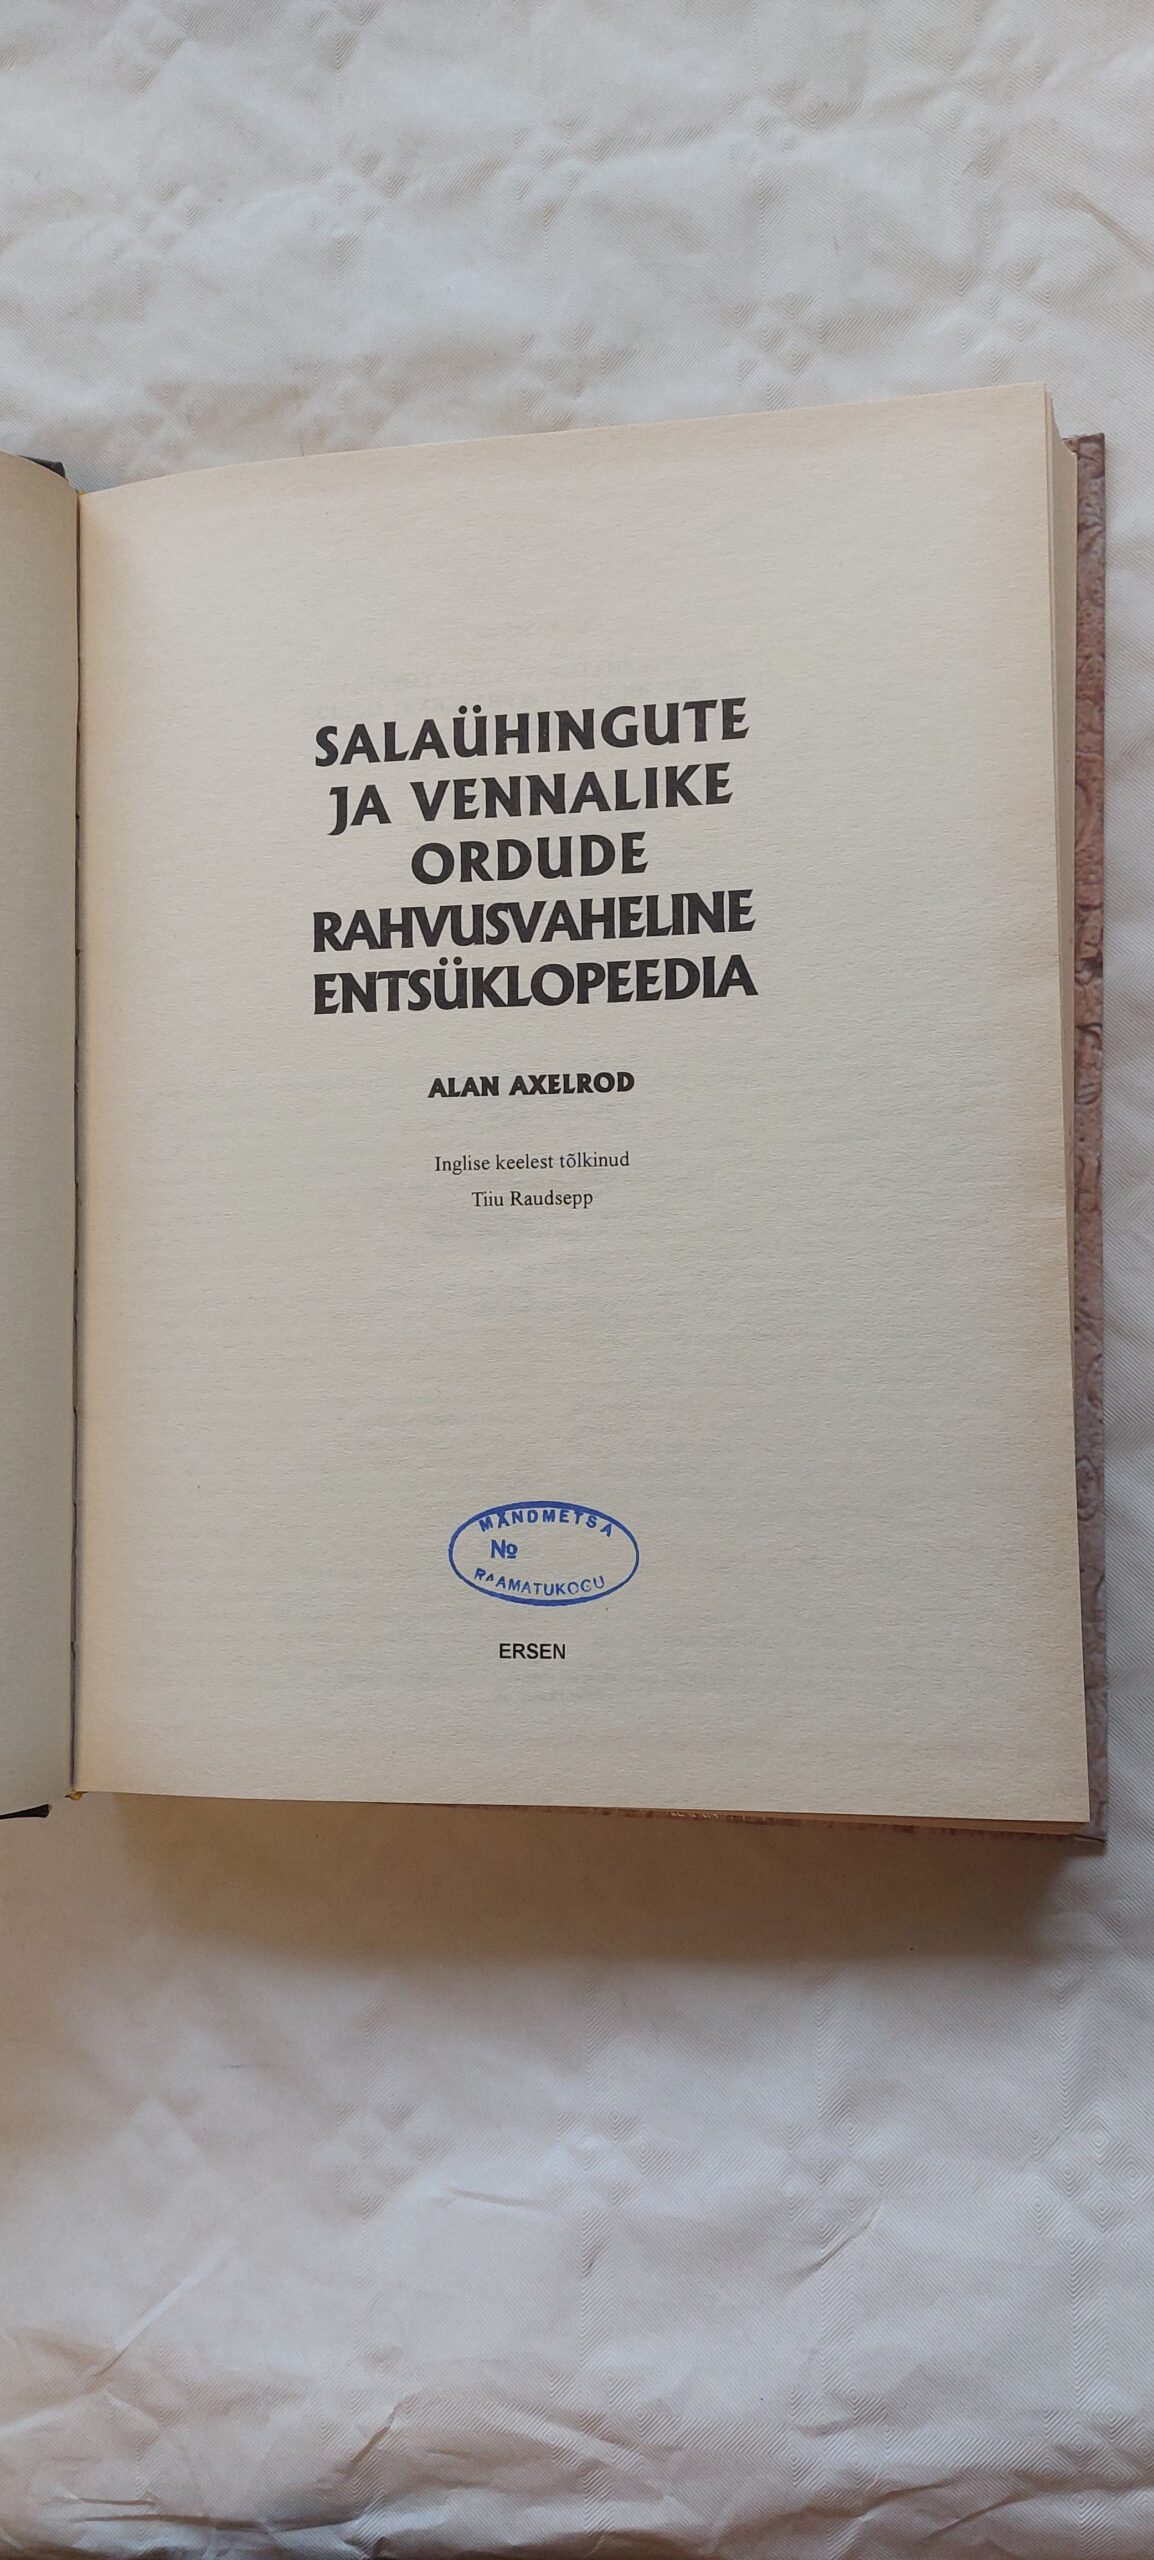 SALAÜHINGUTE
JA VENNALIKE
ORDUDE
RAHVUSVAHELINE
ENTSÜKLOPEEDIA
ALAN AXELROD
Inglise keelest tõlkinud
Tiiu Raudsepp
MÄNDMETSA
№
RAAMATUKOGU
ERSEN